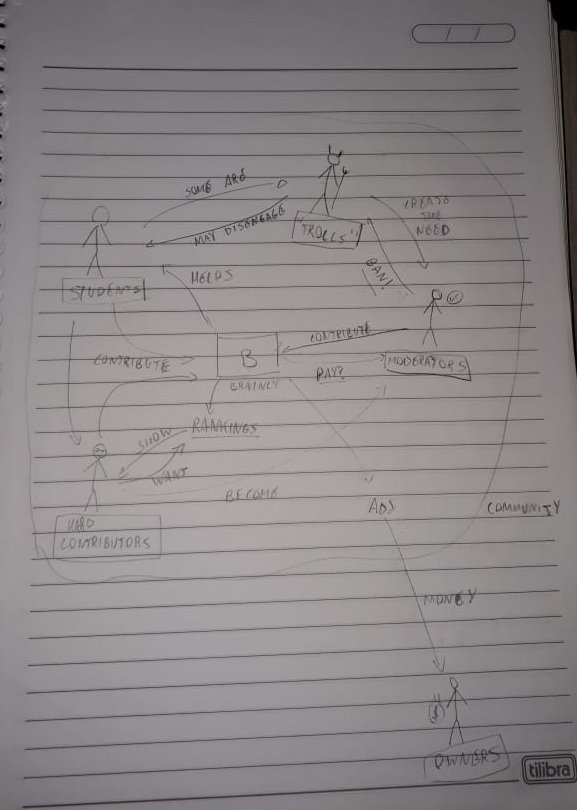 / /
SOME ARE
MAY DISENGAGE
"TROLLS"
CREATE
THE
NEED
BAN!
STUDENTS
HELPS
CONTRIBUTE
MODERATORS
B
BRAINLY
PAY?
CONTRIBUTE
RANKINGS
SHOW
WANT
BECOME
ADS
COMMUNITY
HARD
CONTRIBUTORS
MONEY
$
OWNERS
tilibra